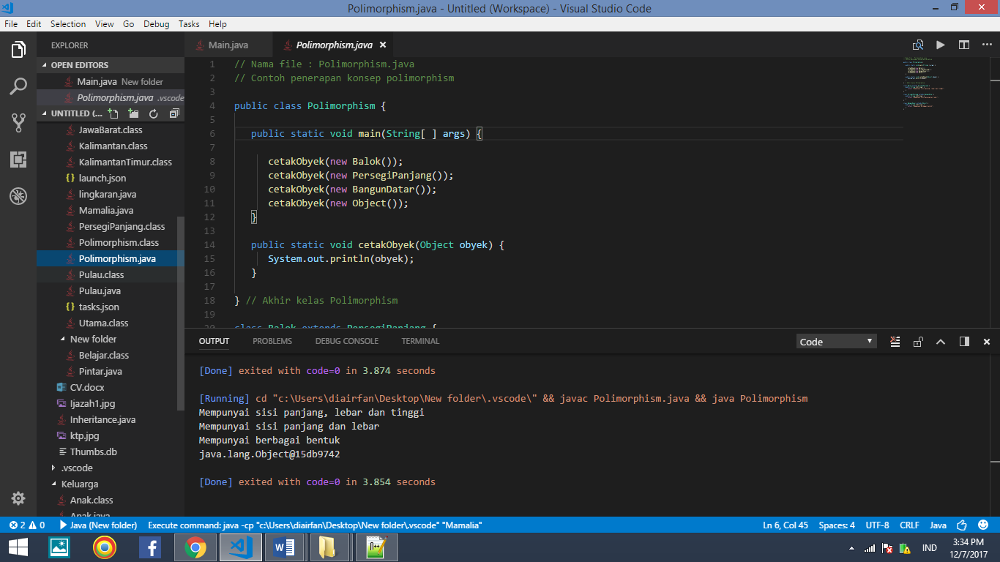 Polimorphism.java - Untitled (Workspace) - Visual Studio Code
File Edit Selection View Go Debug Tasks Help
EXPLORER
OPEN EDITORS
Main.java New folder
Polimorphism.java .vscode
UNTITLED (...
JawaBarat.class
Kalimantan.class
KalimantanTimur.class
{} launch.json
lingkaran.java
Mamalia.java
PersegiPanjang.class
Polimorphism.class
Polimorphism.java
Pulau.class
Pulau.java
{} tasks.json
Utama.class
New folder
Belajar.class
Pintar.java
CV.docx
Ijazah1.jpg
Inheritance.java
ktp.jpg
Thumbs.db
.vscode
Keluarga
Anak.class
Anak.java
Main.java
Polimorphism.java ×
1 // Nama file : Polimorphism.java
2 // Contoh penerapan konsep polimorphism
3
4 public class Polimorphism {
5
6 public static void main(String[ ] args) {
7
8 cetakObyek(new Balok());
9 cetakObyek(new PersegiPanjang());
10 cetakObyek(new BangunDatar());
11 cetakObyek(new Object());
12 }
13
14 public static void cetakObyek(Object obyek) {
15 System.out.println(obyek);
16 }
17
18 } // Akhir kelas Polimorphism
19
20 class Balok extends PersegiPanjang {
OUTPUT PROBLEMS DEBUG CONSOLE TERMINAL
Code
[Done] exited with code=0 in 3.874 seconds
[Running] cd "c:\Users\diairfan\Desktop\New folder\.vscode\" && javac Polimorphism.java && java Polimorphism
Mempunyai sisi panjang, lebar dan tinggi
Mempunyai sisi panjang dan lebar
Mempunyai berbagai bentuk
java.lang.Object@15db9742
[Done] exited with code=0 in 3.854 seconds
2 0 Java (New folder) Execute command: java -cp "c:\Users\diairfan\Desktop\New folder\.vscode" "Mamalia"
Ln 6, Col 45 Spaces: 4 UTF-8 CRLF Java
IND
3:34 PM
12/7/2017